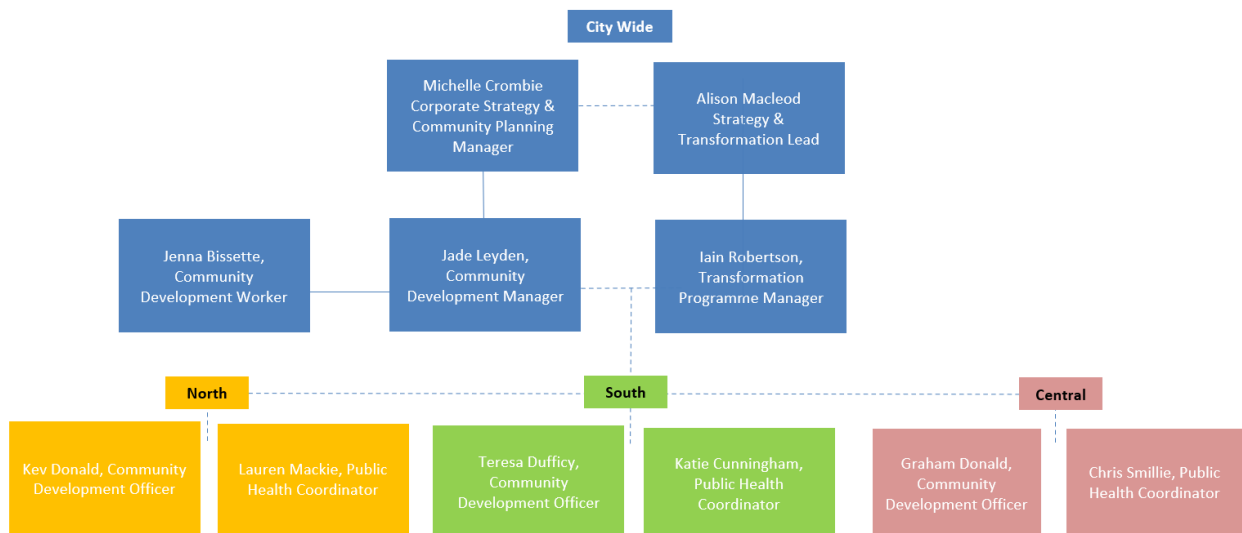 City Wide
Michelle Crombie
Corporate Strategy &
Community Planning
Manager
Alison Macleod
Strategy &
Transformation Lead
Jenna Bissette,
Community
Development Worker
Jade Leyden,
Community
Development Manager
Iain Robertson,
Transformation
Programme Manager
North
South
Central
Kev Donald, Community
Development Officer
Lauren Mackie, Public
Health Coordinator
Teresa Dufficy,
Community
Development Officer
Katie Cunningham,
Public Health
Coordinator
Graham Donald,
Community
Development Officer
Chris Smillie, Public
Health Coordinator